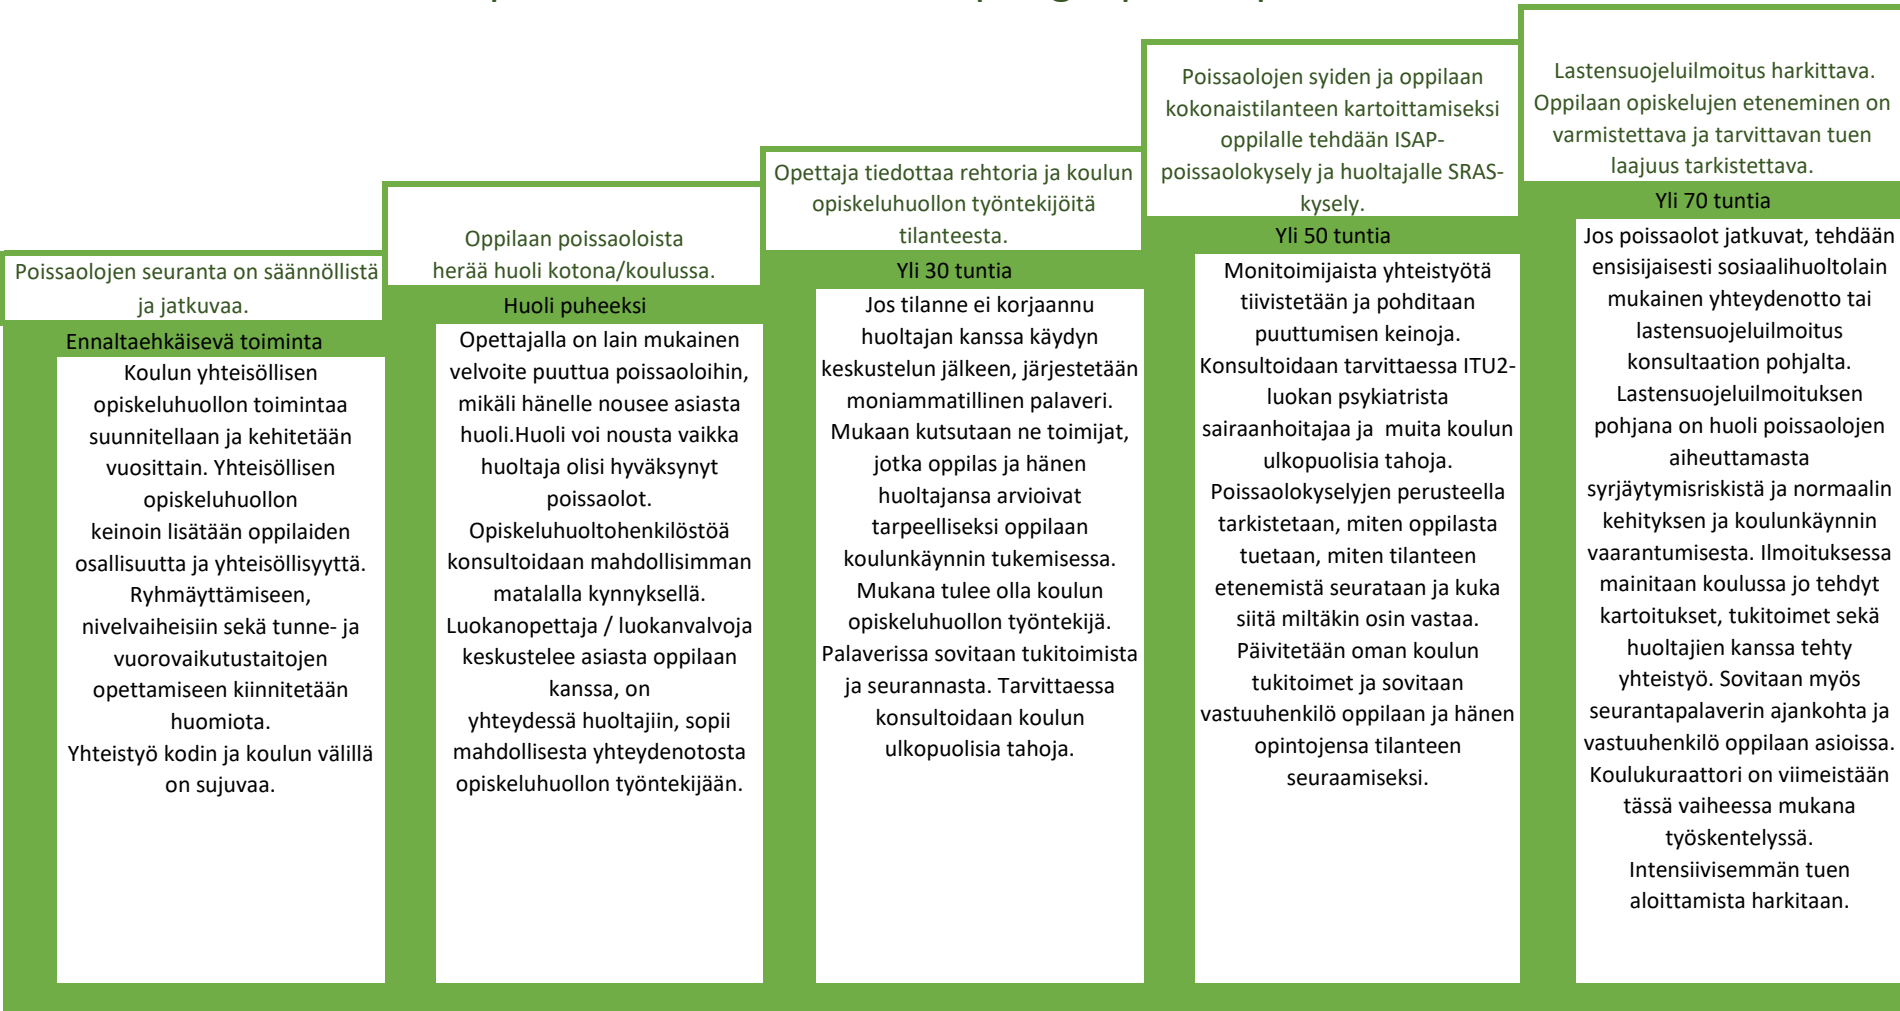 Poissaolojen seuranta on säännöllistä
ja jatkuvaa.
Ennaltaehkäisevä toiminta
Koulun yhteisöllisen
opiskeluhuollon toimintaa
suunnitellaan ja kehitetään
vuosittain. Yhteisöllisen
opiskeluhuollon
keinoin lisätään oppilaiden
osallisuutta ja yhteisöllisyyttä.
Ryhmäyttämiseen,
nivelvaiheisiin sekä tunne- ja
vuorovaikutustaitojen
opettamiseen kiinnitetään
huomiota.
Yhteistyö kodin ja koulun välillä
on sujuvaa.
Oppilaan poissaoloista
herää huoli kotona/koulussa.
Huoli puheeksi
Opettajalla on lain mukainen
velvoite puuttua poissaoloihin,
mikäli hänelle nousee asiasta
huoli.Huoli voi nousta vaikka
huoltaja olisi hyväksynyt
poissaolot.
Opiskeluhuoltohenkilöstöä
konsultoidaan mahdollisimman
matalalla kynnyksellä.
Luokanopettaja / luokanvalvoja
keskustelee asiasta oppilaan
kanssa, on
yhteydessä huoltajiin, sopii
mahdollisesta yhteydenotosta
opiskeluhuollon työntekijään.
Opettaja tiedottaa rehtoria ja koulun
opiskeluhuollon työntekijöitä
tilanteesta.
Yli 30 tuntia
Jos tilanne ei korjaannu
huoltajan kanssa käydyn
keskustelun jälkeen, järjestetään
moniammatillinen palaveri.
Mukaan kutsutaan ne toimijat,
jotka oppilas ja hänen
huoltajansa arvioivat
tarpeelliseksi oppilaan
koulunkäynnin tukemisessa.
Mukana tulee olla koulun
opiskeluhuollon työntekijä.
Palaverissa sovitaan tukitoimista
ja seurannasta. Tarvittaessa
konsultoidaan koulun
ulkopuolisia tahoja.
Poissaolojen syiden ja oppilaan
kokonaistilanteen kartoittamiseksi
oppilalle tehdään ISAP-
poissaolokysely ja huoltajalle SRAS-
kysely.
Yli 50 tuntia
Monitoimijaista yhteistyötä
tiivistetään ja pohditaan
puuttumisen keinoja.
Konsultoidaan tarvittaessa ITU2-
luokan psykiatrista
sairaanhoitajaa ja  muita koulun
ulkopuolisia tahoja.
Poissaolokyselyjen perusteella
tarkistetaan, miten oppilasta
tuetaan, miten tilanteen
etenemistä seurataan ja kuka
siitä miltäkin osin vastaa.
Päivitetään oman koulun
tukitoimet ja sovitaan
vastuuhenkilö oppilaan ja hänen
opintojensa tilanteen
seuraamiseksi.
Lastensuojeluilmoitus harkittava.
Oppilaan opiskelujen eteneminen on
varmistettava ja tarvittavan tuen
laajuus tarkistettava.
Yli 70 tuntia
Jos poissaolot jatkuvat, tehdään
ensisijaisesti sosiaalihuoltolain
mukainen yhteydenotto tai
lastensuojeluilmoitus
konsultaation pohjalta.
Lastensuojeluilmoituksen
pohjana on huoli poissaolojen
aiheuttamasta
syrjäytymisriskistä ja normaalin
kehityksen ja koulunkäynnin
vaarantumisesta. Ilmoituksessa
mainitaan koulussa jo tehdyt
kartoitukset, tukitoimet sekä
huoltajien kanssa tehty
yhteistyö. Sovitaan myös
seurantapalaverin ajankohta ja
vastuuhenkilö oppilaan asioissa.
Koulukuraattori on viimeistään
tässä vaiheessa mukana
työskentelyssä.
Intensiivisemmän tuen
aloittamista harkitaan.